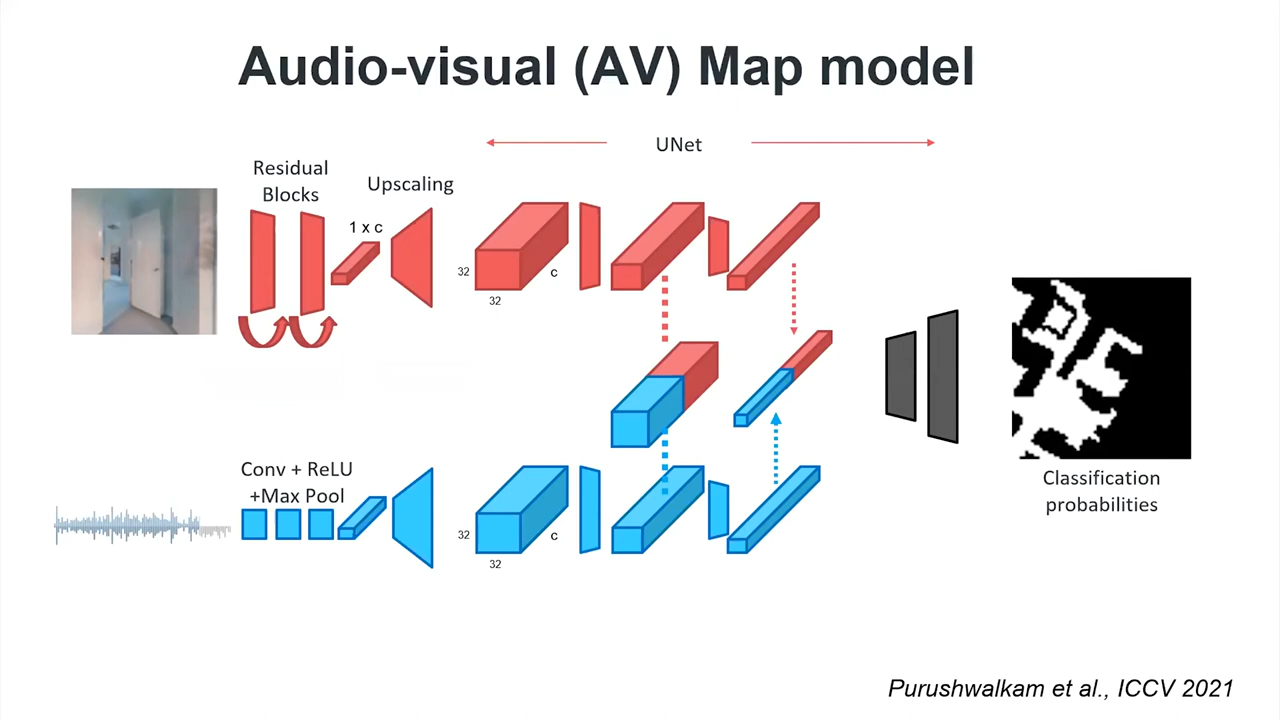 Audio-visual (AV) Map model
UNet
Residual
Blocks
Upscaling
1 x c
32
c
32
Conv + ReLU
+Max Pool
32
c
32
Classification
probabilities
Purushwalkam et al., ICCV 2021